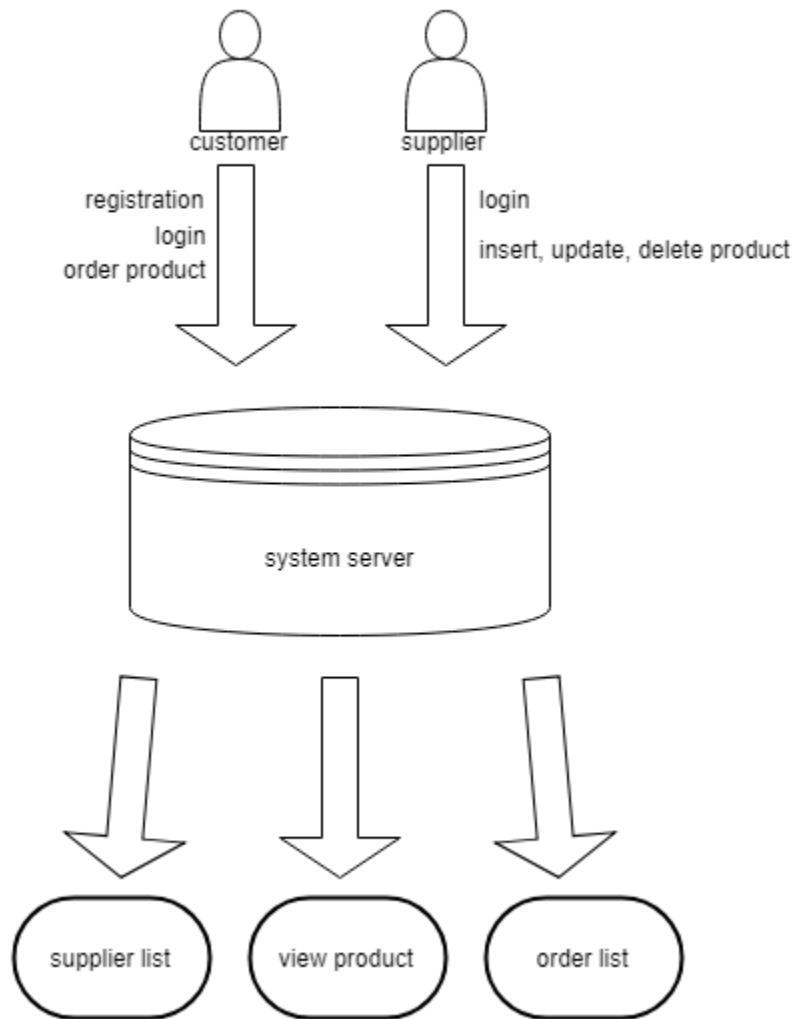 customer
supplier
registration
login
order product
login
insert, update, delete product
system server
supplier list
view product
order list